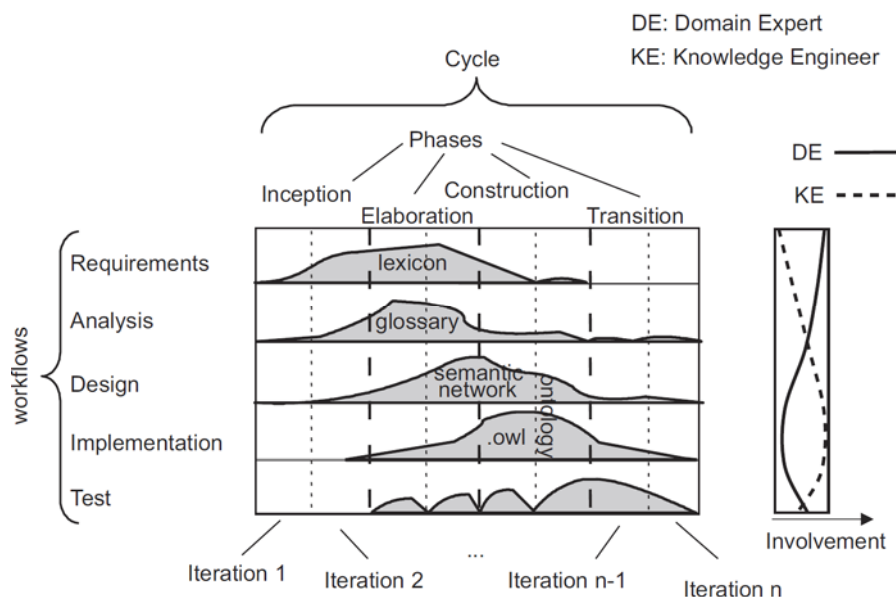 DE: Domain Expert
KE: Knowledge Engineer
Cycle
Phases
Inception
Construction
Elaboration
Transition
DE
KE
workflows
Requirements
lexicon
Analysis
glossary
Design
semantic
network
ontology
Implementation
.owl
Test
Involvement
Iteration 1
Iteration 2
...
Iteration n-1
Iteration n